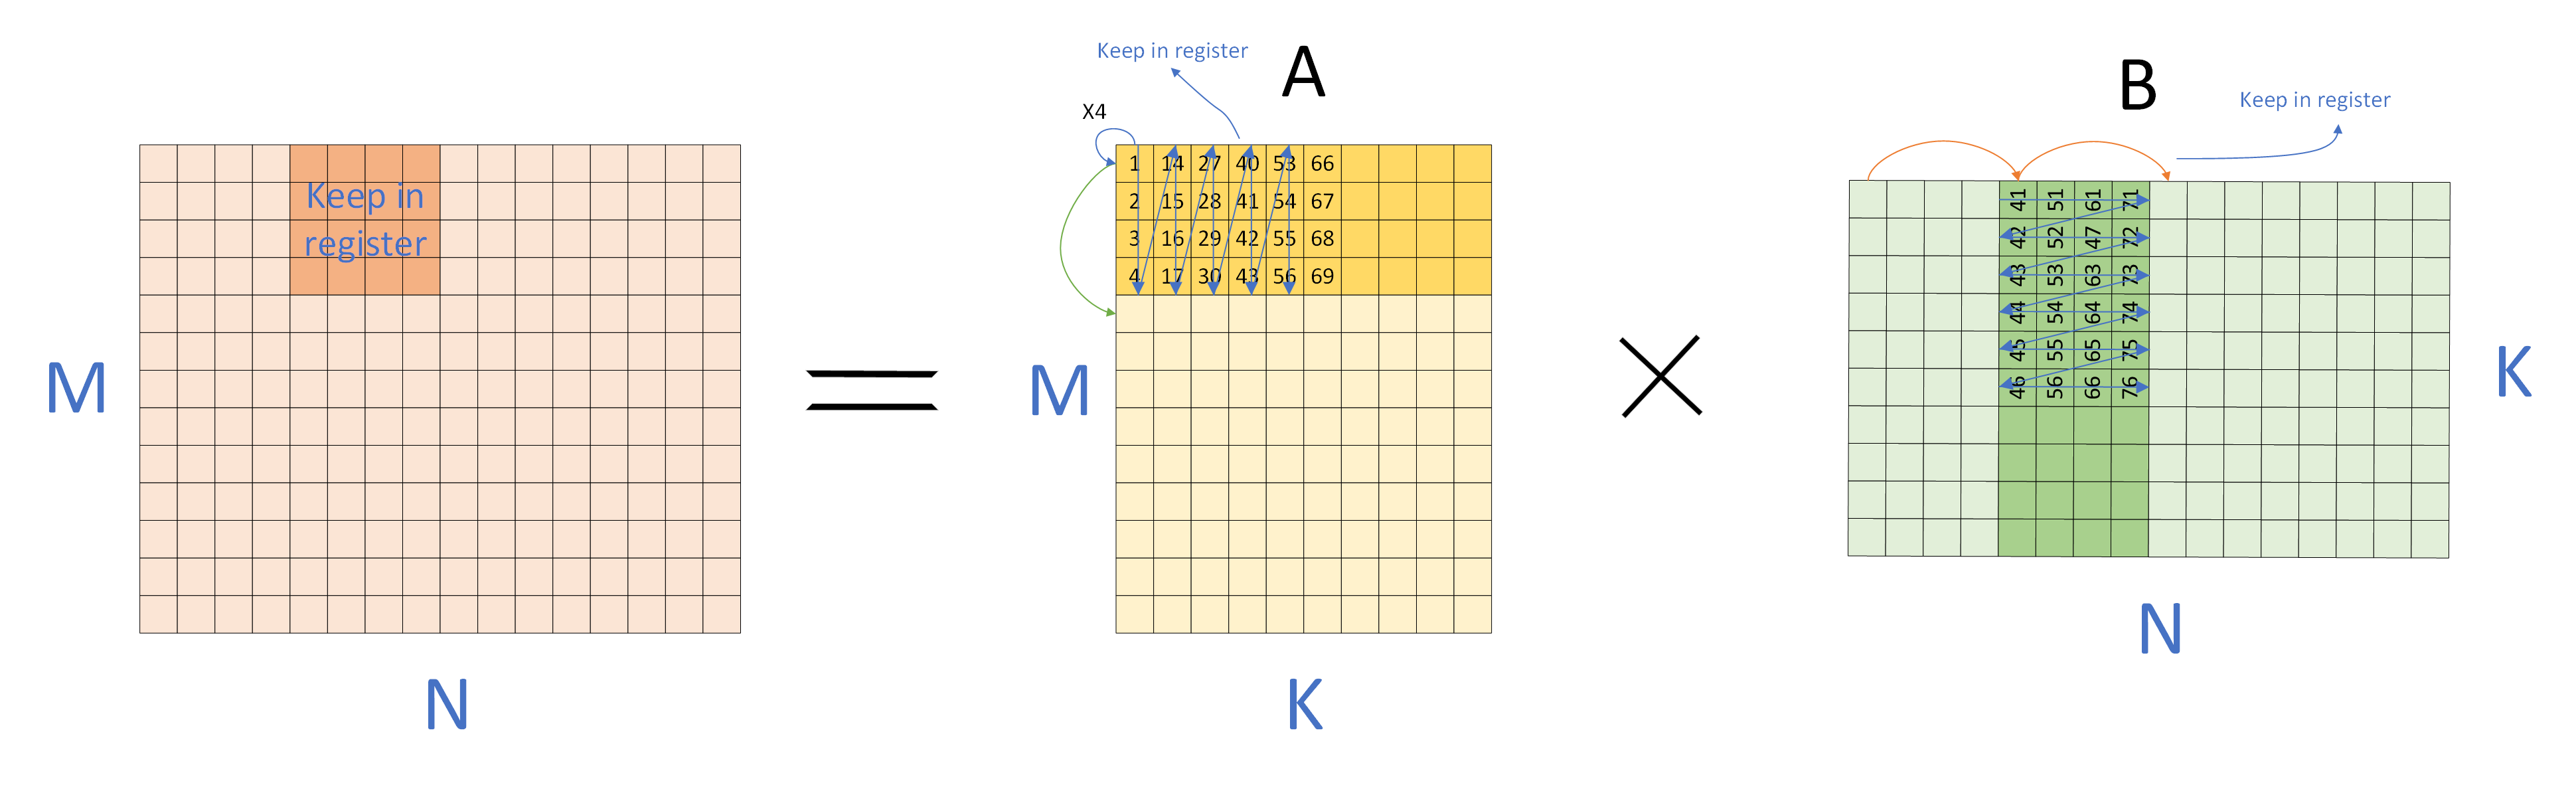 Keep in register
A
B
Keep in register
X4
Keep in
register
1 14 27 40 53 66
2 15 28 41 54 67
3 16 29 42 55 68
4 17 30 43 56 69
41 51 61 71
42 52 47 72
43 53 63 73
44 54 64 74
45 55 65 75
46 56 66 76
M
M
K
N
K
N